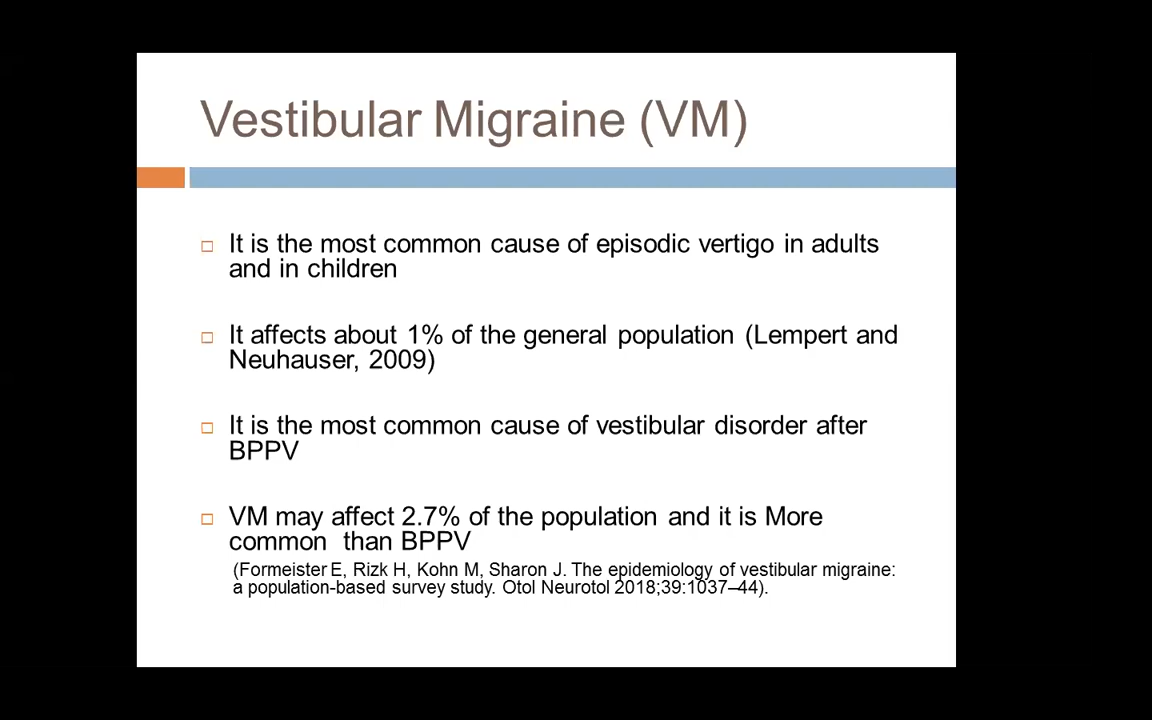 Vestibular Migraine (VM)
It is the most common cause of episodic vertigo in adults
and in children
It affects about 1% of the general population (Lempert and
Neuhauser, 2009)
It is the most common cause of vestibular disorder after
BPPV
VM may affect 2.7% of the population and it is More
common  than BPPV
(Formeister E, Rizk H, Kohn M, Sharon J. The epidemiology of vestibular migraine:
a population-based survey study. Otol Neurotol 2018;39:1037–44).